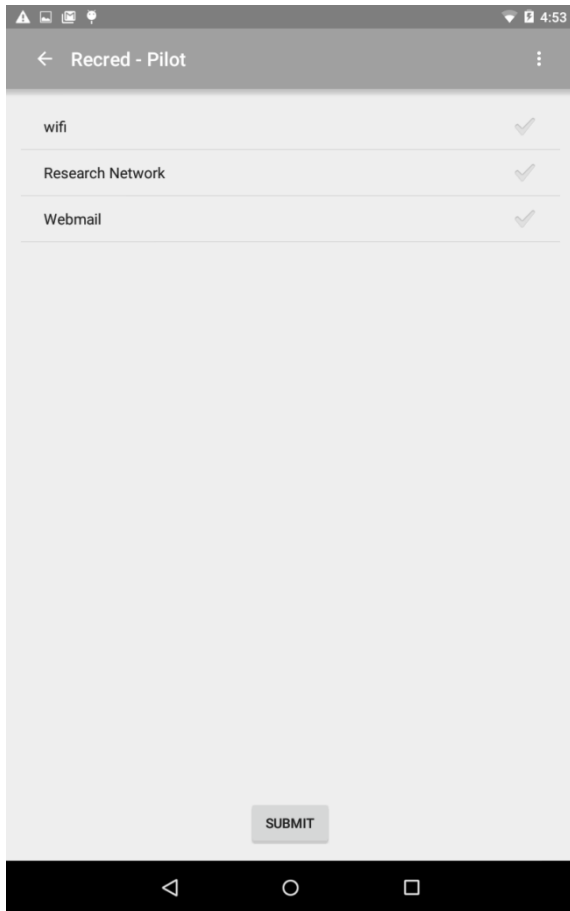 4:53
Recred - Pilot
wifi
Research Network
Webmail
SUBMIT